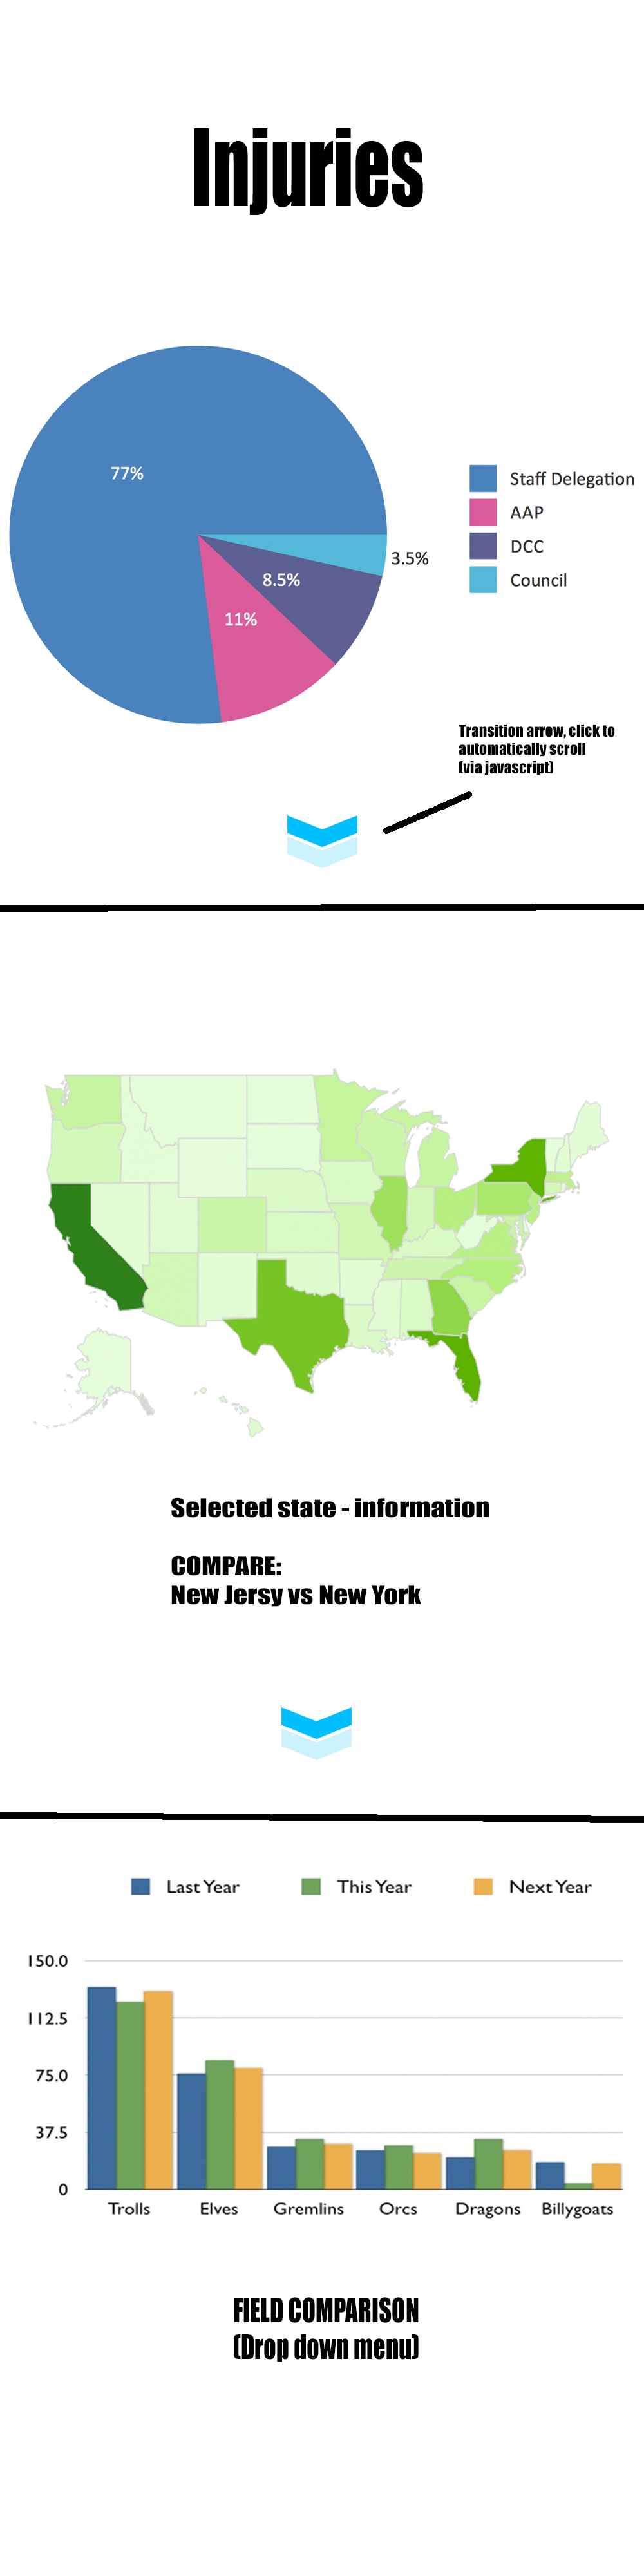 Injuries
77%
3.5%
8.5%
11%
Staff Delegation
AAP
DCC
Council
Transition arrow, click to
automatically scroll
(via javascript)
Selected state - information
COMPARE:
New Jersy vs New York
Last Year
This Year
Next Year
150.0
112.5
75.0
37.5
0
Trolls
Elves
Gremlins
Orcs
Dragons
Billygoats
FIELD COMPARISON
(Drop down menu)